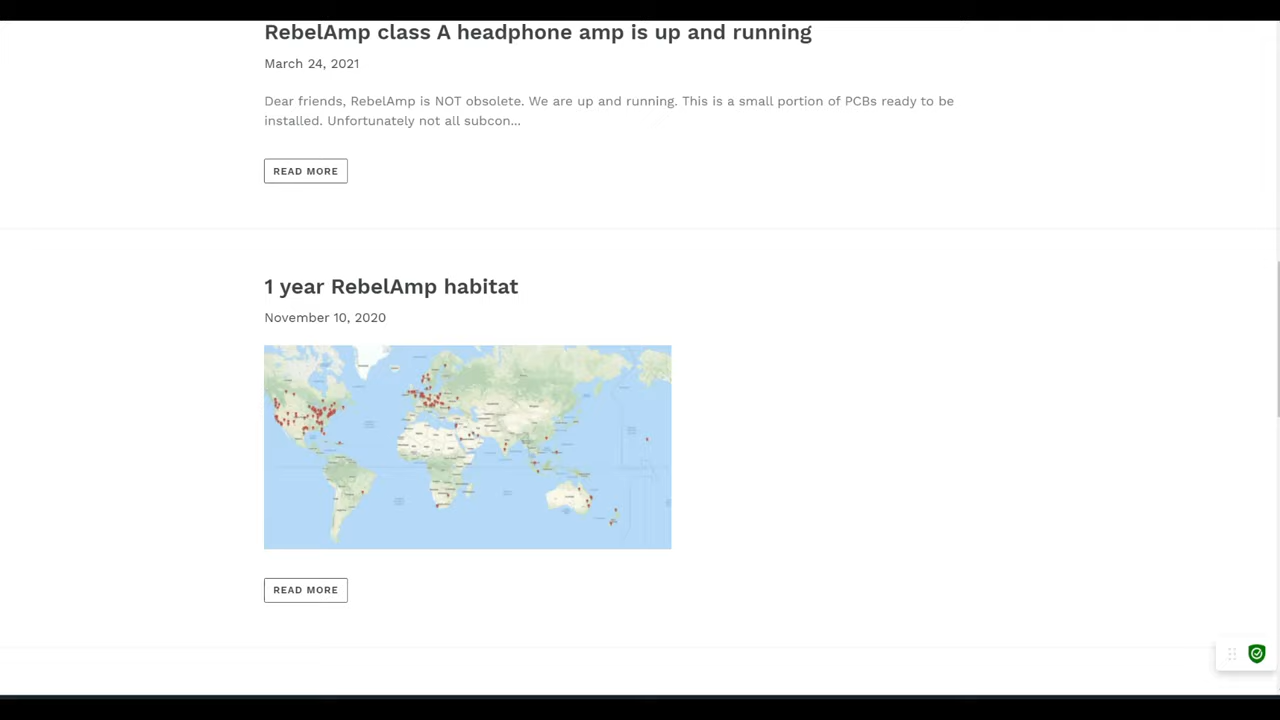 RebelAmp class A headphone amp is up and running
March 24, 2021
Dear friends, RebelAmp is NOT obsolete. We are up and running. This is a small portion of PCBs ready to be
installed. Unfortunately not all subcon...
READ MORE
1 year RebelAmp habitat
November 10, 2020
READ MORE